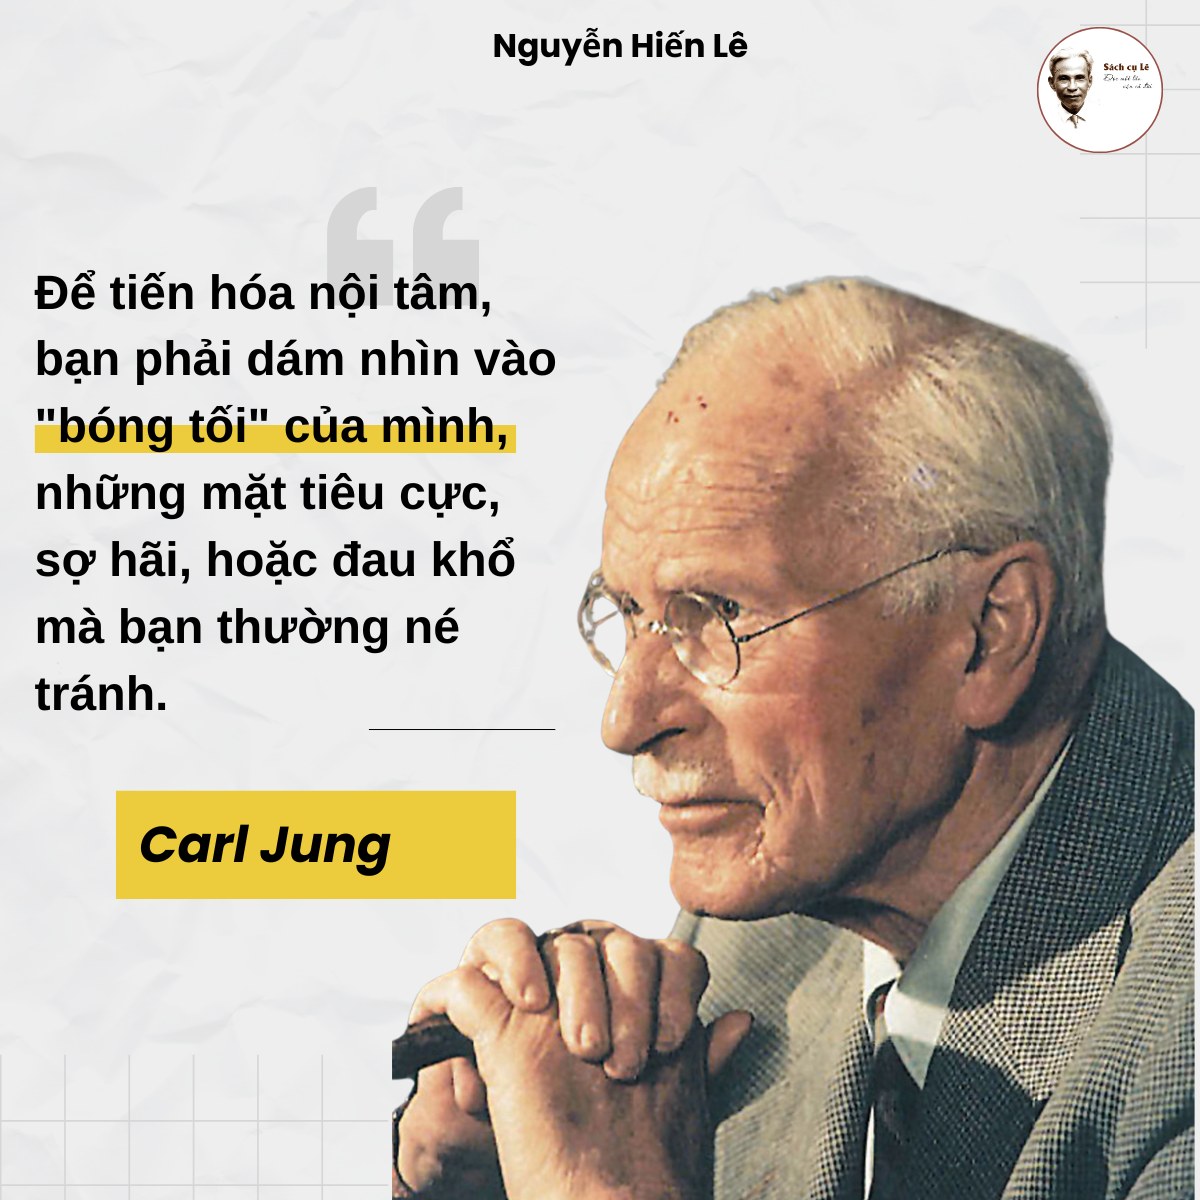 Nguyễn Hiến Lê
Sách cụ Lê
Để tiến hóa nội tâm,
bạn phải dám nhìn vào
"bóng tối" của mình,
những mặt tiêu cực,
sợ hãi, hoặc đau khổ
mà bạn thường né
tránh.
Carl Jung